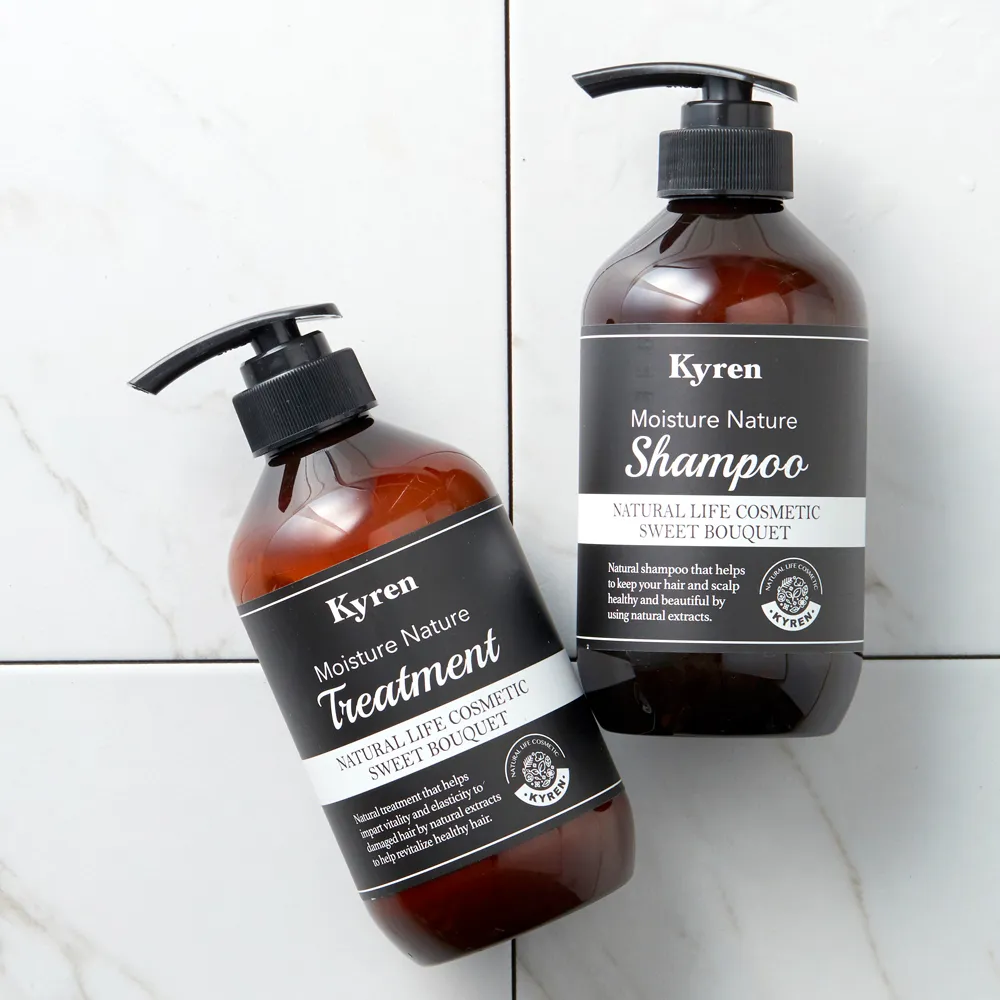 Kyren
Moisture Nature
Shampoo
NATURAL LIFE COSMETIC
SWEET BOUQUET
Natural shampoo that helps
to keep your hair and scalp
healthy and beautiful by
using natural extracts.
NATURAL LIFE COSMETIC
KYREN
Kyren
Moisture Nature
Treatment
NATURAL LIFE COSMETIC
SWEET BOUQUET
Natural treatment that helps
impart vitality and elasticity to
damaged hair by natural extracts
to help revitalize healthy hair.
NATURAL LIFE COSMETIC
KYREN